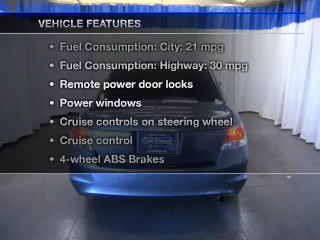 VEHICLE FEATURES
• Fuel Consumption: City: 21 mpg
• Fuel Consumption: Highway: 30 mpg
• Remote power door locks
• Power windows
• Cruise controls on steering wheel
• Cruise control
• 4-wheel ABS Brakes